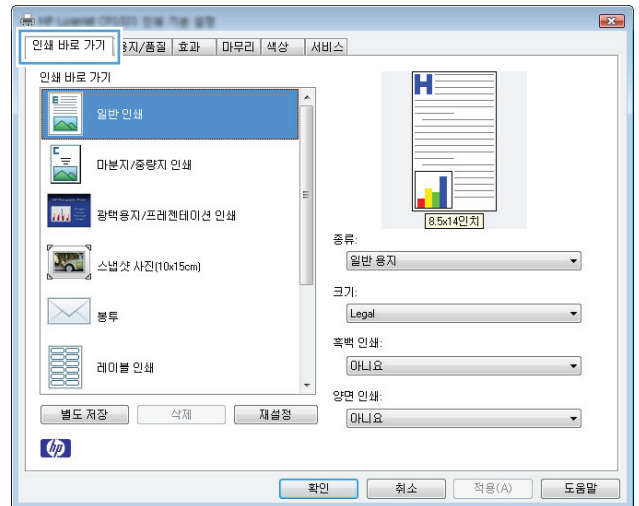 인쇄 바로 가기
용지/품질
효과
마무리
색상
서비스
인쇄 바로 가기
일반 인쇄
마분지/중량지 인쇄
광택용지/프레젠테이션 인쇄
스냅샷 사진(10x15cm)
봉투
레이블 인쇄
별도 저장
삭제
재설정
8.5x14인치
종류:
일반 용지
크기:
Legal
흑백 인쇄:
아니요
양면 인쇄:
아니요
hp
확인
취소
적용(A)
도움말